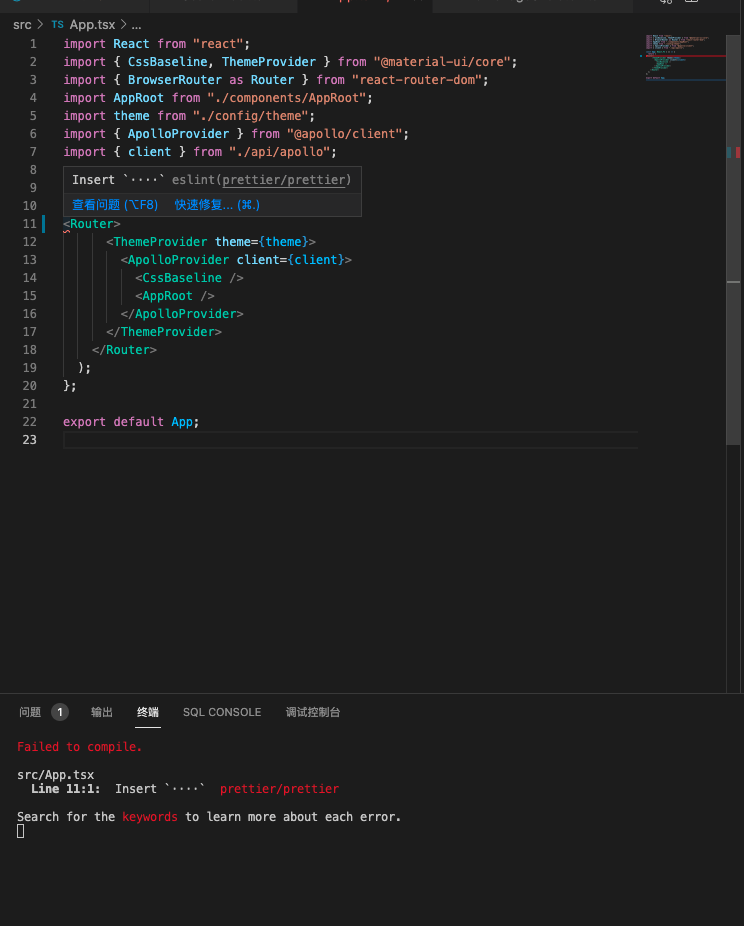 src > TS App.tsx > ...
1 import React from "react";
2 import { CssBaseline, ThemeProvider } from "@material-ui/core";
3 import { BrowserRouter as Router } from "react-router-dom";
4 import AppRoot from "./components/AppRoot";
5 import theme from "./config/theme";
6 import { ApolloProvider } from "@apollo/client";
7 import { client } from "./api/apollo";
8
Insert `····` eslint(prettier/prettier)
9
查看问题 (⌥F8) 快速修复... (⌘.)
10
11 <Router>
12 <ThemeProvider theme={theme}>
13 <ApolloProvider client={client}>
14 <CssBaseline />
15 <AppRoot />
16 </ApolloProvider>
17 </ThemeProvider>
18 </Router>
19 );
20 };
21
22 export default App;
23
问题 1 输出 终端 SQL CONSOLE 调试控制台
Failed to compile.
src/App.tsx
Line 11:1: Insert `····` prettier/prettier
Search for the keywords to learn more about each error.